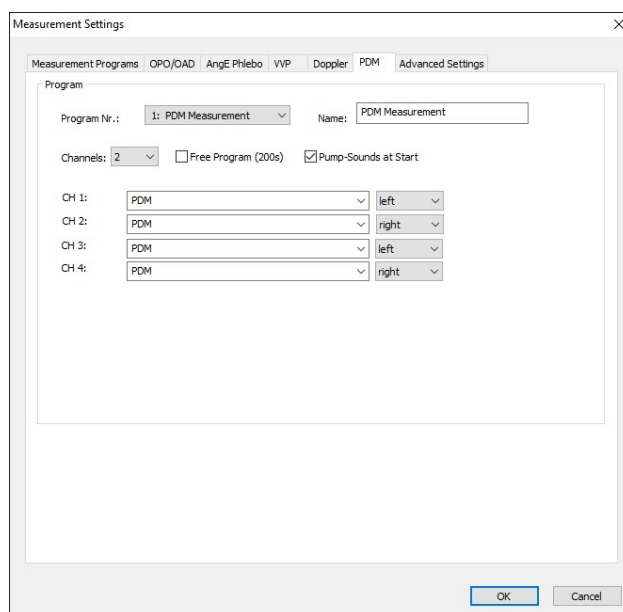 Measurement Settings
Measurement Programs OPO/OAD AngE Phlebo VVP Doppler PDM Advanced Settings
Program
Program Nr.: 1: PDM Measurement Name: PDM Measurement
Channels: 2 Free Program (200s) Pump-Sounds at Start
CH 1: PDM left
CH 2: PDM right
CH 3: PDM left
CH 4: PDM right
OK Cancel